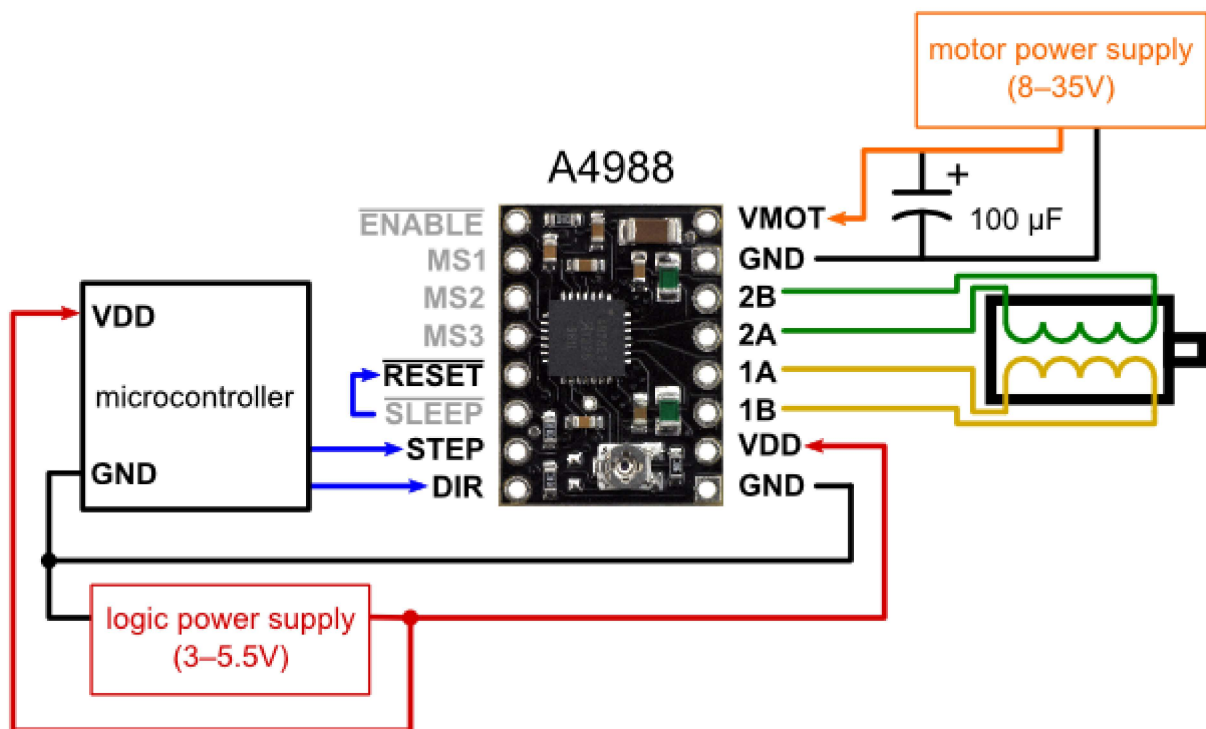 motor power supply
(8–35V)
A4988
ENABLE
MS1
MS2
MS3
RESET
SLEEP
STEP
DIR
VMOT
GND
2B
2A
1A
1B
VDD
GND
+
100 µF
VDD
microcontroller
GND
logic power supply
(3–5.5V)